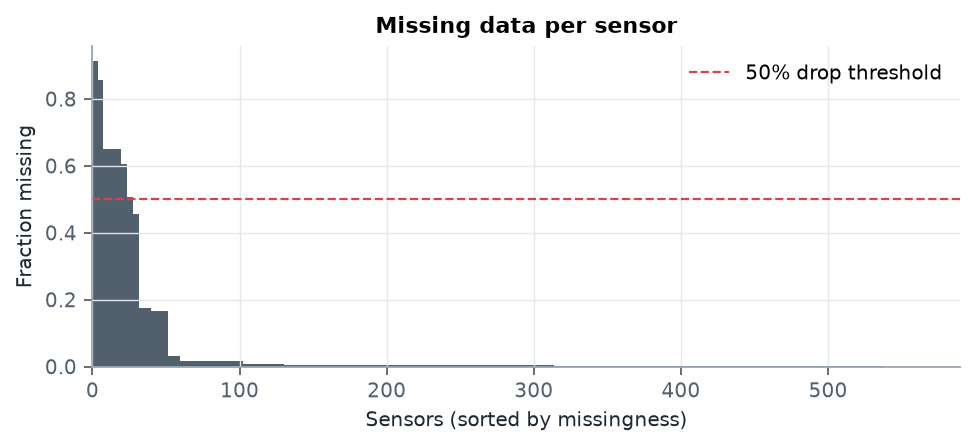 Missing data per sensor
50% drop threshold
Fraction missing
0.8
0.6
0.4
0.2
0.0
0 100 200 300 400 500
Sensors (sorted by missingness)